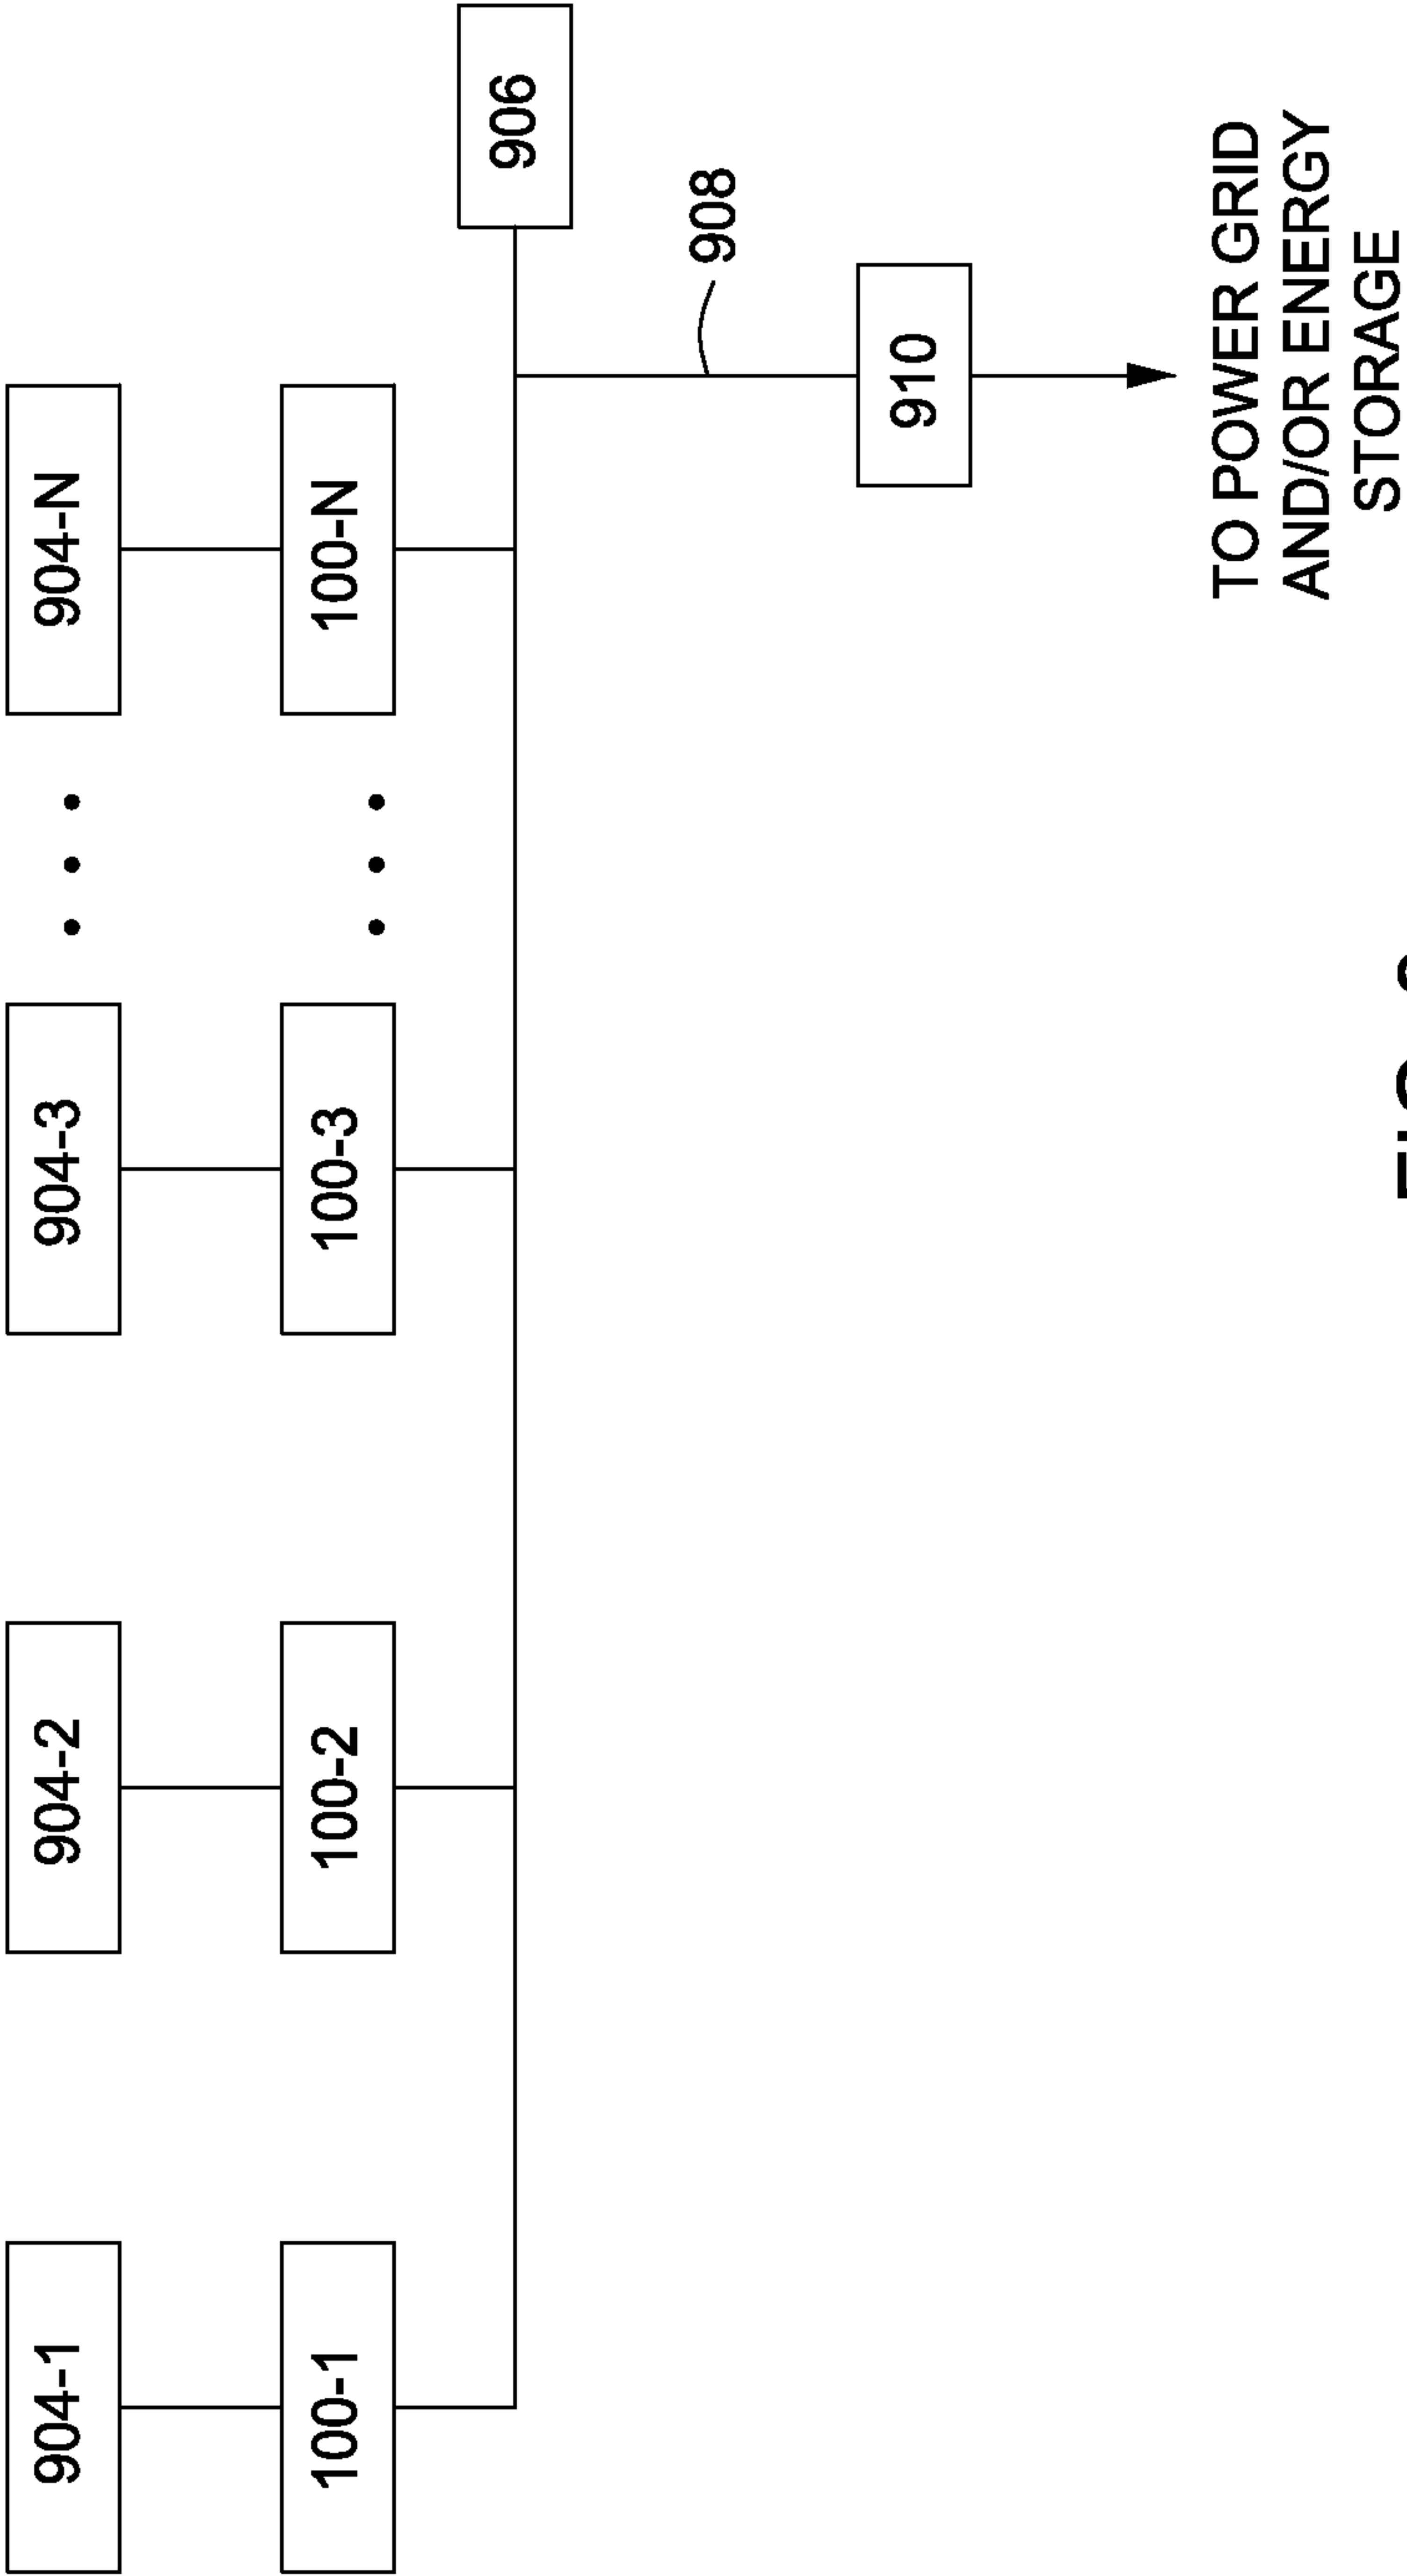 904-1
904-2
904-3
904-N
100-1
100-2
100-3
100-N
906
908
910
TO POWER GRID
AND/OR ENERGY
STORAGE